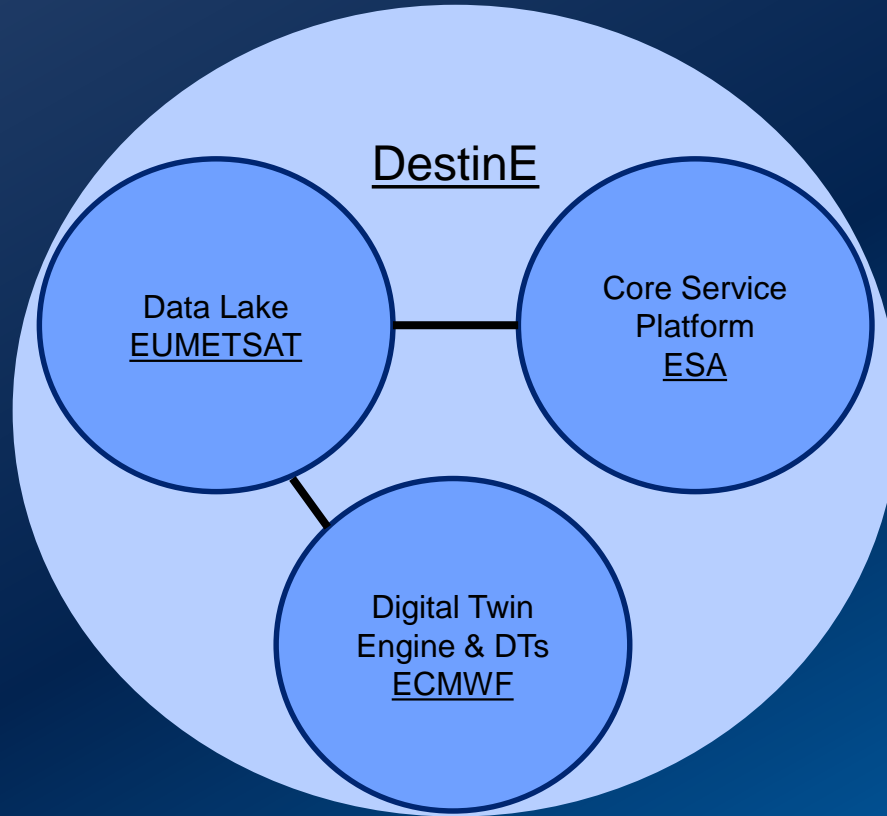 DestinE
Data Lake
EUMETSAT
Core Service
Platform
ESA
Digital Twin
Engine & DTs
ECMWF